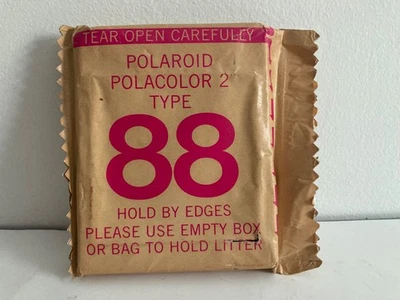 TEAR OPEN CAREFULLY
POLAROID
POLACOLOR 2
TYPE
88
HOLD BY EDGES
PLEASE USE EMPTY BOX
OR BAG TO HOLD LITTER